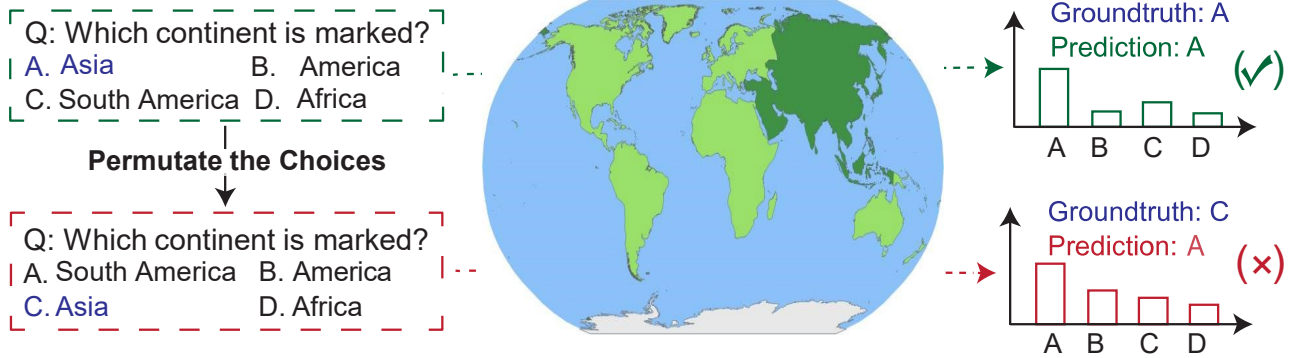 Q: Which continent is marked?
A. Asia B. America
C. South America D. Africa
Permutate the Choices
Q: Which continent is marked?
A. South America B. America
C. Asia D. Africa
Groundtruth: A
Prediction: A
(✓)
A B C D
Groundtruth: C
Prediction: A
(×)
A B C D